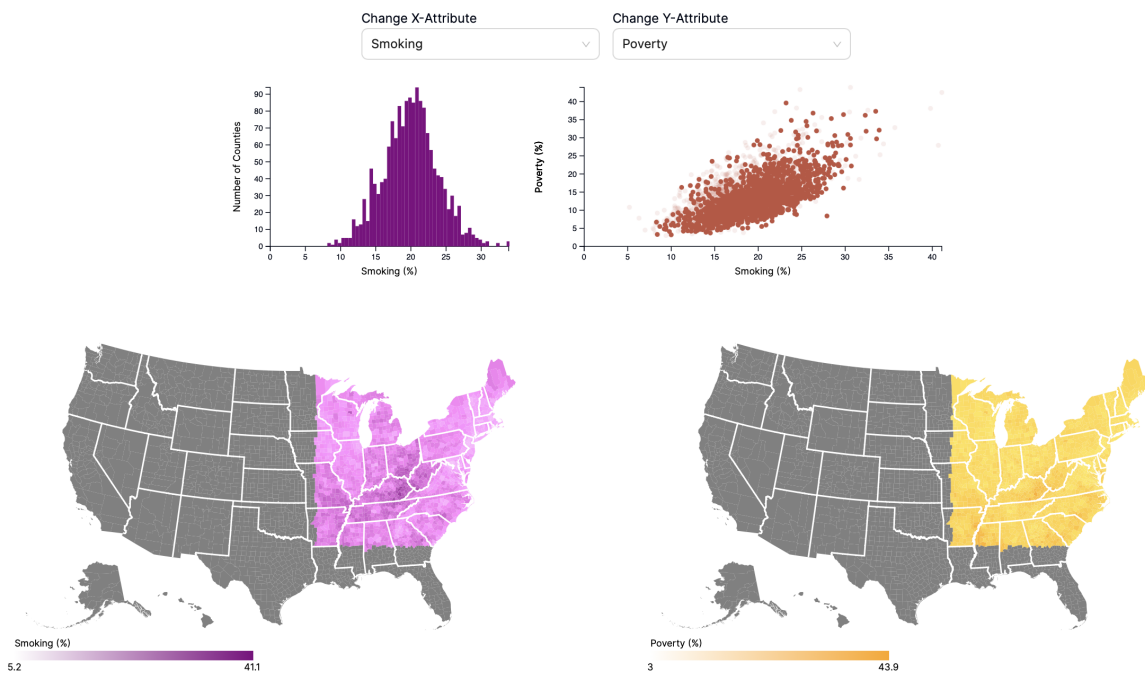 Change X-Attribute
Change Y-Attribute
Smoking
Poverty
Number of Counties
90
80
70
60
50
40
30
20
10
0
0 5 10 15 20 25 30
Smoking (%)
Poverty (%)
40
35
30
25
20
15
10
5
0
0 5 10 15 20 25 30 35 40
Smoking (%)
Smoking (%)
5.2 41.1
Poverty (%)
3 43.9